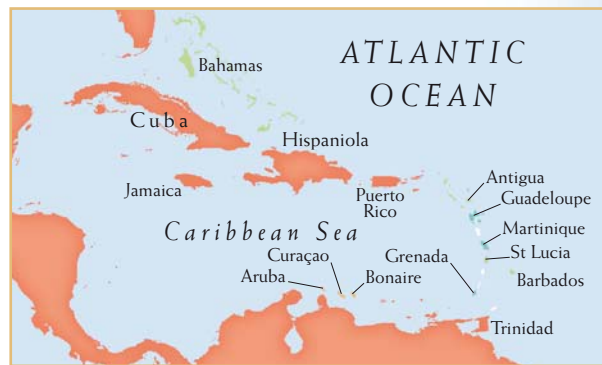 ATLANTIC
OCEAN
Bahamas
Cuba
Hispaniola
Jamaica
Puerto
Rico
Antigua
Guadeloupe
Martinique
St Lucia
Barbados
Caribbean Sea
Grenada
Curaçao
Aruba
Bonaire
Trinidad